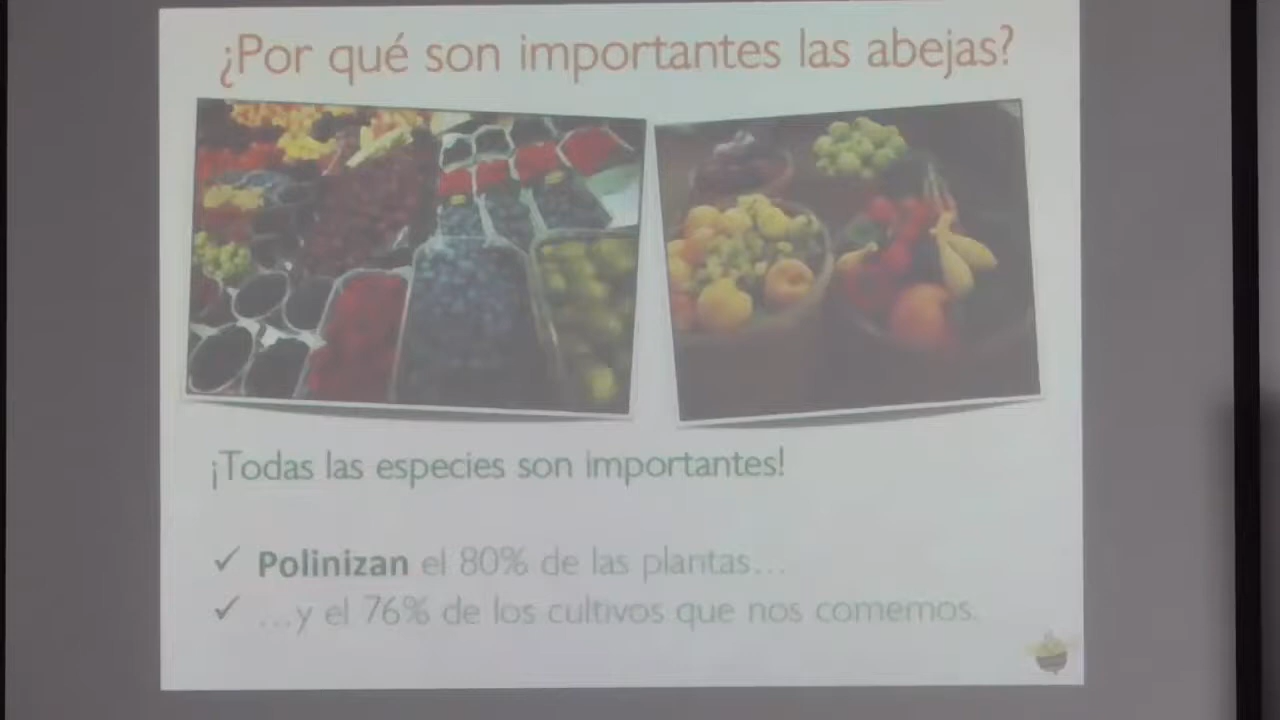 ¿Por qué son importantes las abejas?
¡Todas las especies son importantes!
✓ Polinizan el 80% de las plantas...
✓ ...y el 76% de los cultivos que nos comemos.